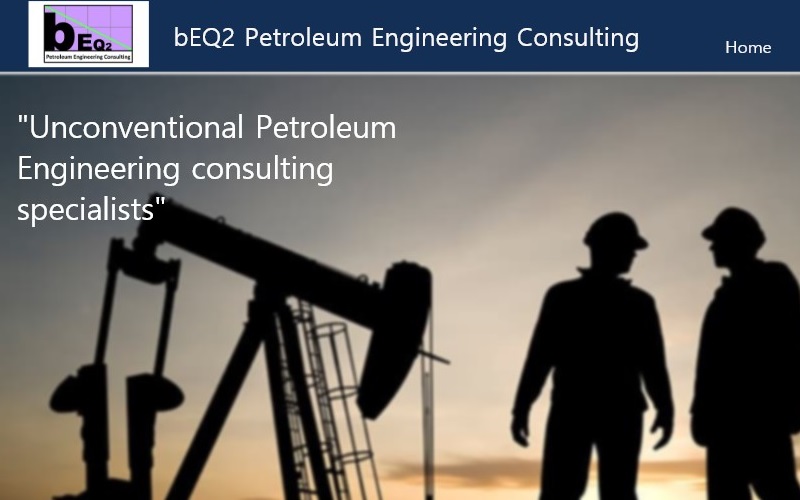 bEQ2
Petroleum Engineering Consulting
bEQ2 Petroleum Engineering Consulting
Home
"Unconventional Petroleum
Engineering consulting
specialists"